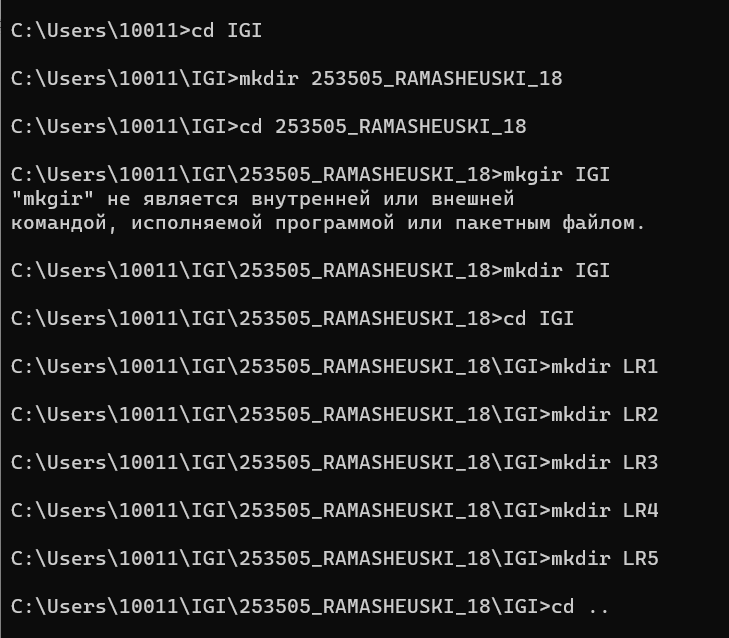 C:\Users\10011>cd IGI
C:\Users\10011\IGI>mkdir 253505_RAMASHEUSKI_18
C:\Users\10011\IGI>cd 253505_RAMASHEUSKI_18
C:\Users\10011\IGI\253505_RAMASHEUSKI_18>mkgir IGI
"mkgir" не является внутренней или внешней
командой, исполняемой программой или пакетным файлом.
C:\Users\10011\IGI\253505_RAMASHEUSKI_18>mkdir IGI
C:\Users\10011\IGI\253505_RAMASHEUSKI_18>cd IGI
C:\Users\10011\IGI\253505_RAMASHEUSKI_18\IGI>mkdir LR1
C:\Users\10011\IGI\253505_RAMASHEUSKI_18\IGI>mkdir LR2
C:\Users\10011\IGI\253505_RAMASHEUSKI_18\IGI>mkdir LR3
C:\Users\10011\IGI\253505_RAMASHEUSKI_18\IGI>mkdir LR4
C:\Users\10011\IGI\253505_RAMASHEUSKI_18\IGI>mkdir LR5
C:\Users\10011\IGI\253505_RAMASHEUSKI_18\IGI>cd ..